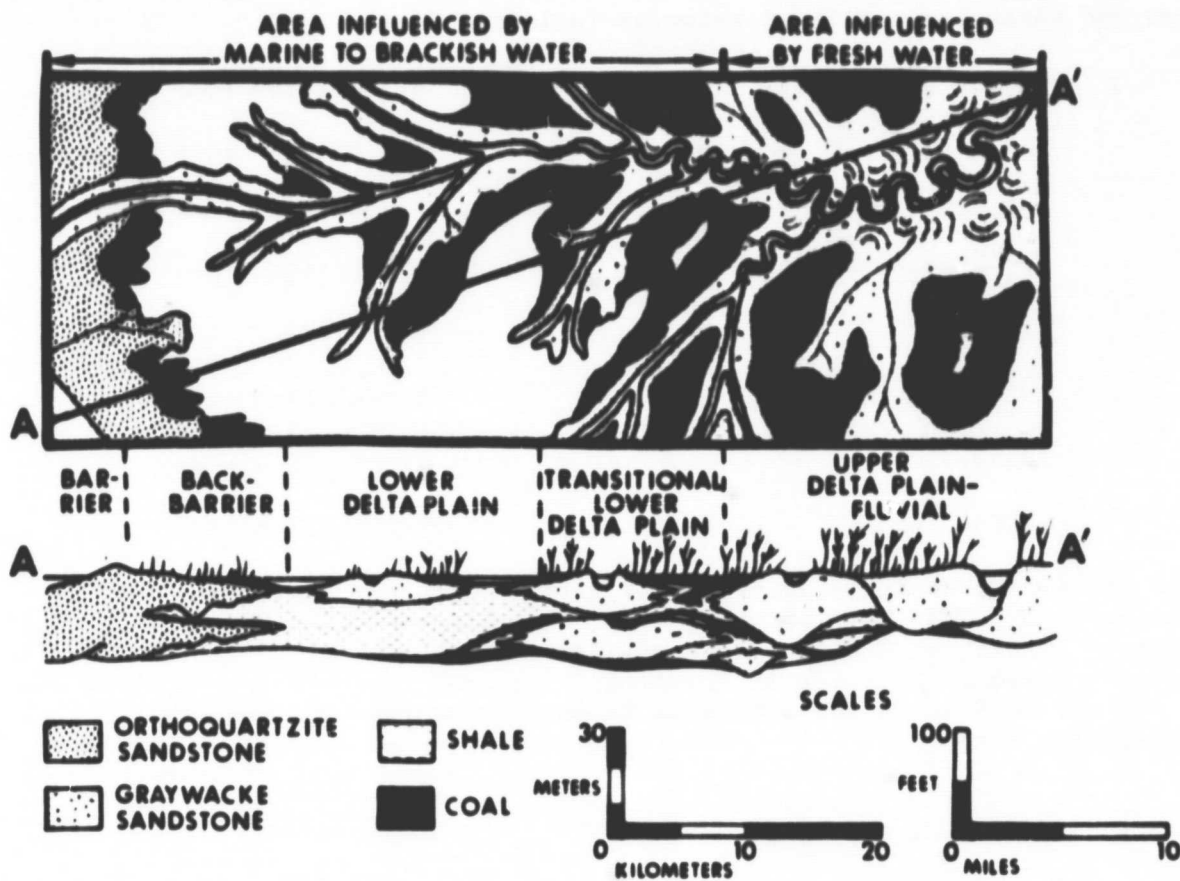 AREA INFLUENCED BY
MARINE TO BRACKISH WATER
AREA INFLUENCED
BY FRESH WATER
A'
A
BAR-
RIER
BACK-
BARRIER
LOWER
DELTA PLAIN
TRANSITIONAL
LOWER
DELTA PLAIN
UPPER
DELTA PLAIN-
FLUVIAL
A
A'
ORTHOQUARTZITE
SANDSTONE
SHALE
GRAYWACKE
SANDSTONE
COAL
SCALES
30
METERS
0 10 20
KILOMETERS
100
FEET
0 10
MILES